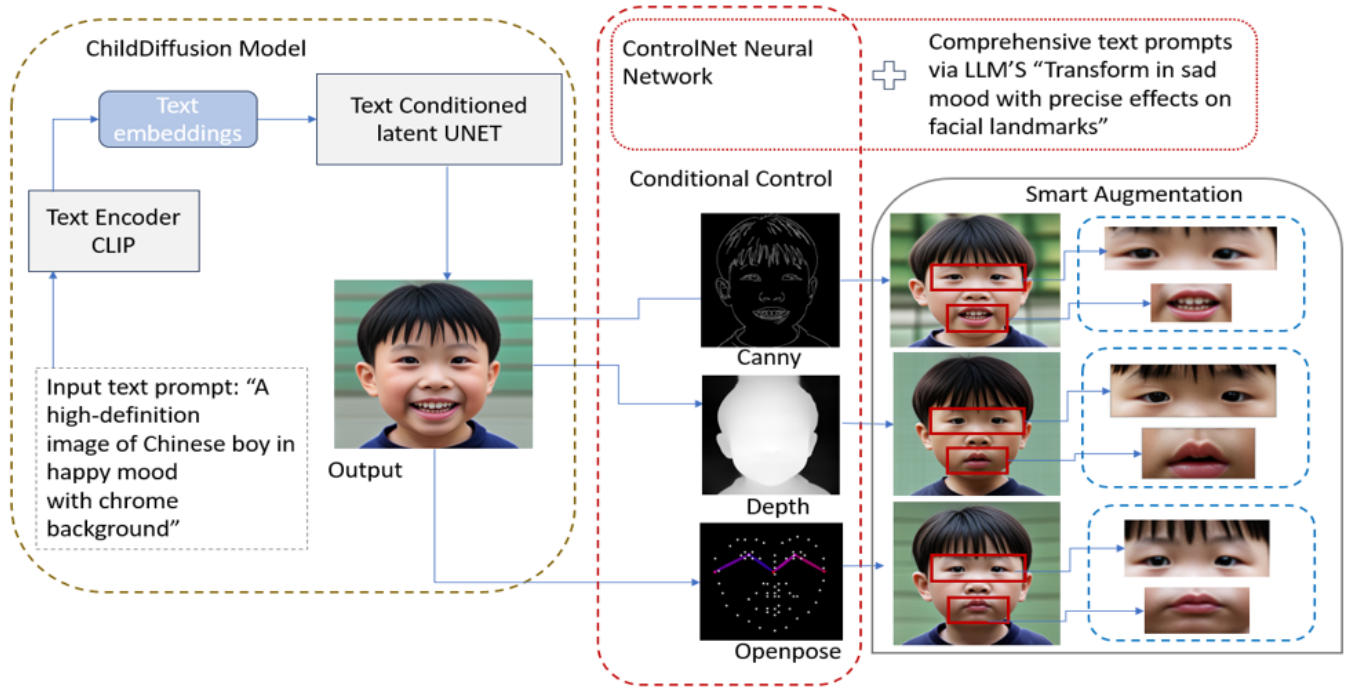 ChildDiffusion Model
Text
embeddings
Text Conditioned
latent UNET
Text Encoder
CLIP
Input text prompt: “A
high-definition
image of Chinese boy in
happy mood
with chrome
background”
Output
ControlNet Neural
Network
Comprehensive text prompts
via LLM’S “Transform in sad
mood with precise effects on
facial landmarks”
Conditional Control
Canny
Depth
Openpose
Smart Augmentation